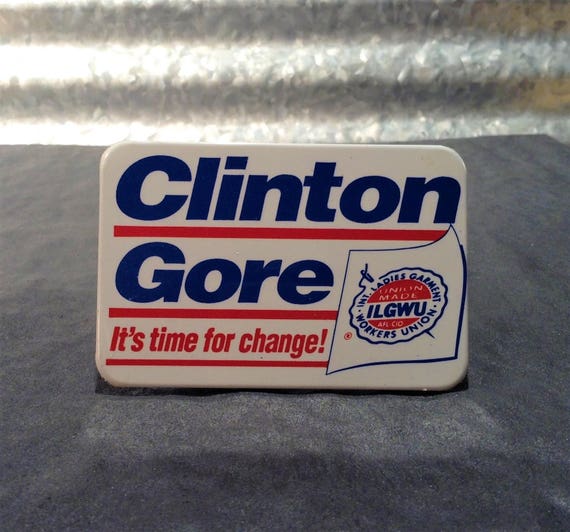 Clinton
Gore
It's time for change!
INT. LADIES GARMENT
UNION
MADE
ILGWU
AFL-CIO
WORKERS UNION
®